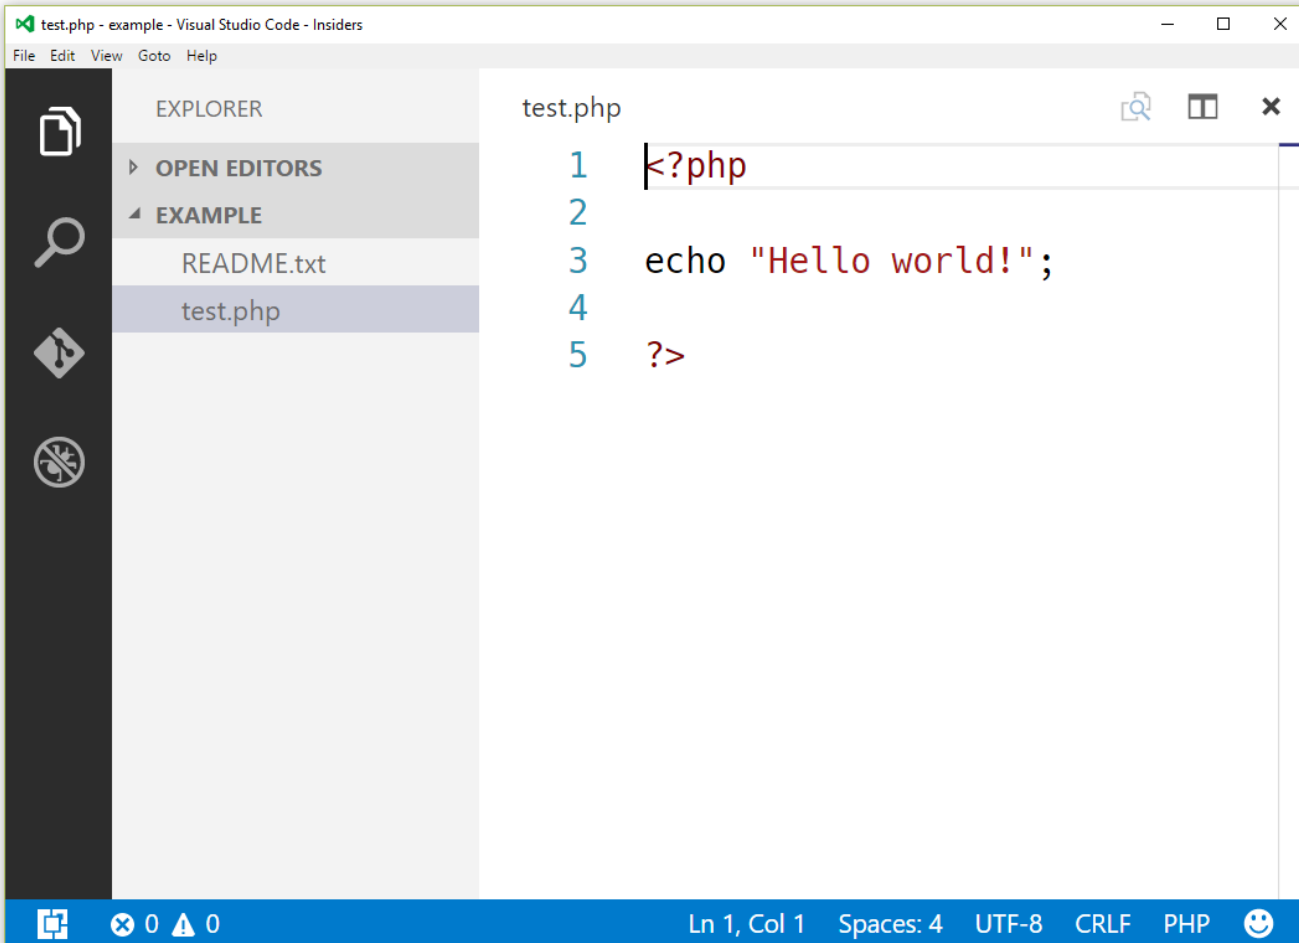 test.php - example - Visual Studio Code - Insiders
File Edit View Goto Help
EXPLORER
OPEN EDITORS
EXAMPLE
README.txt
test.php
test.php
1 <?php
2
3 echo "Hello world!";
4
5 ?>
0 0 Ln 1, Col 1 Spaces: 4 UTF-8 CRLF PHP